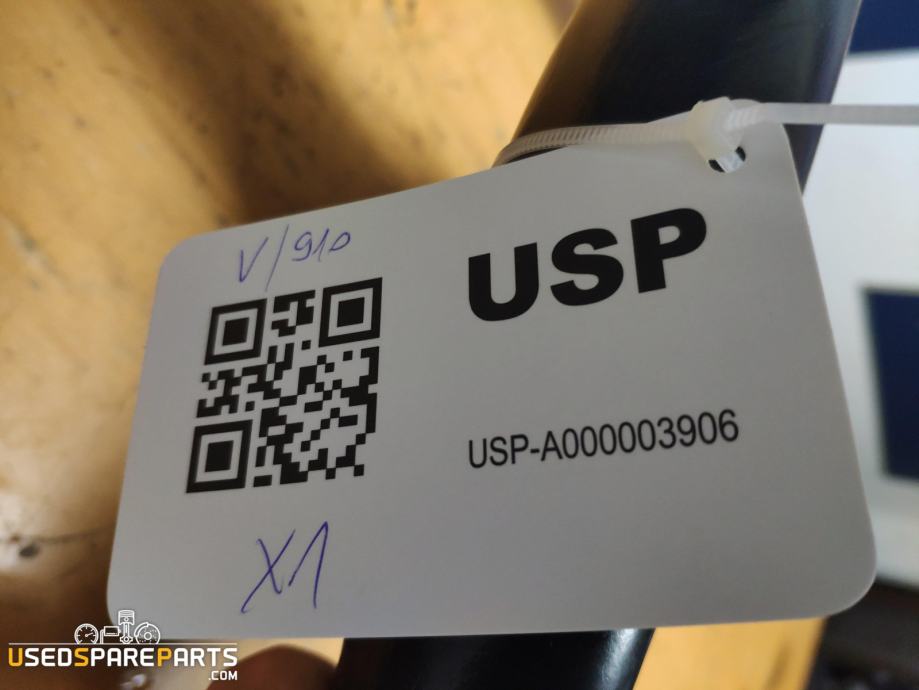 V/910
USP
USP-A000003906
X1
USEDSPAREPARTS
.COM